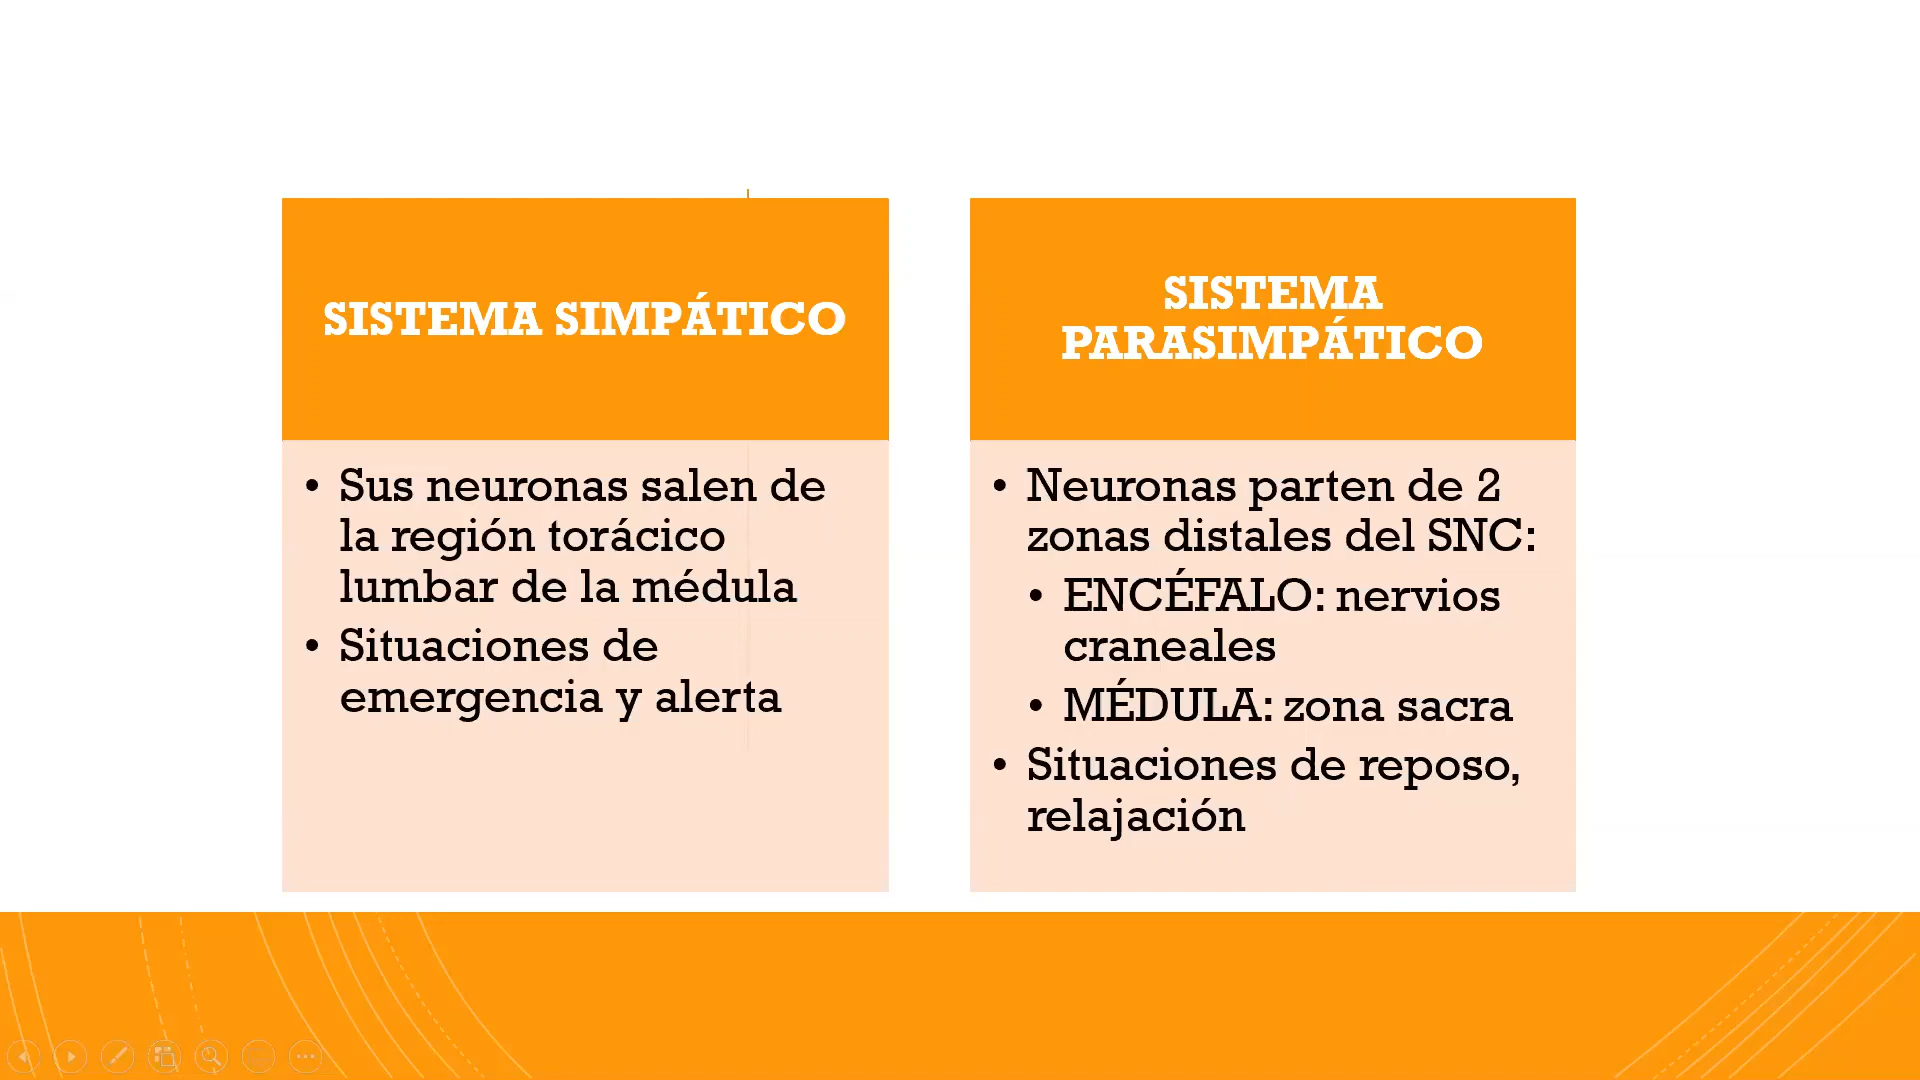 SISTEMA SIMPÁTICO
• Sus neuronas salen de
la región torácico
lumbar de la médula
• Situaciones de
emergencia y alerta
SISTEMA
PARASIMPÁTICO
• Neuronas parten de 2
zonas distales del SNC:
• ENCÉFALO: nervios
craneales
• MÉDULA: zona sacra
• Situaciones de reposo,
relajación